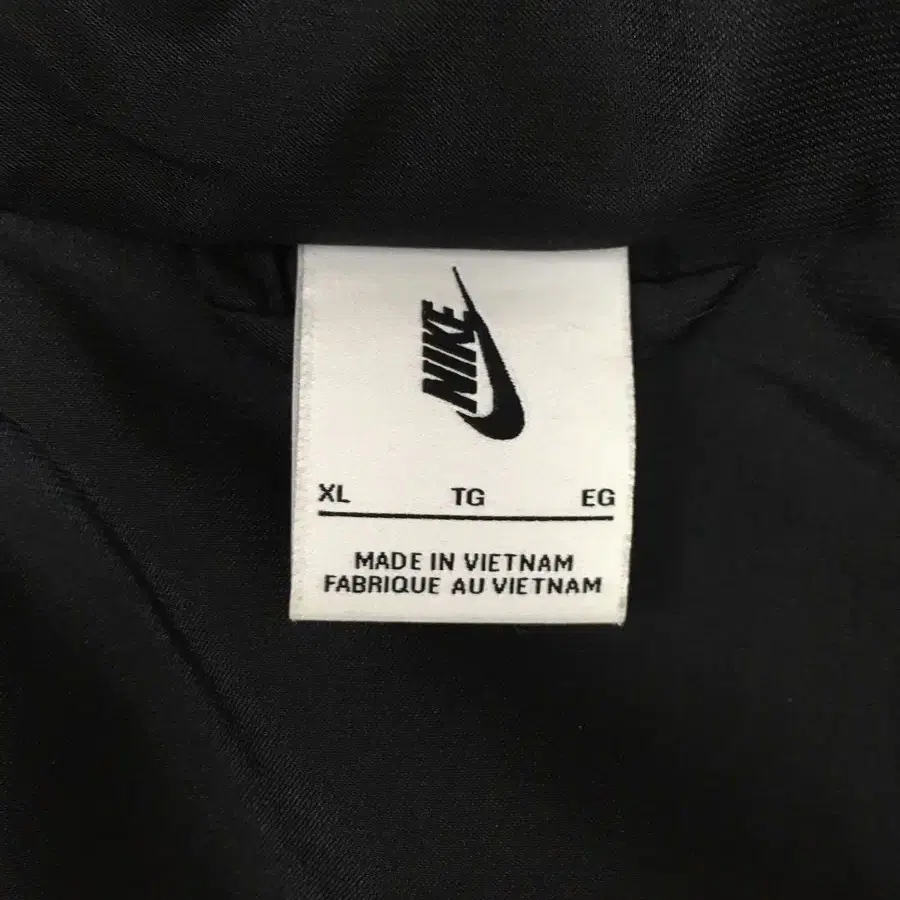 NIKE
XL TG EG
MADE IN VIETNAM
FABRIQUE AU VIETNAM